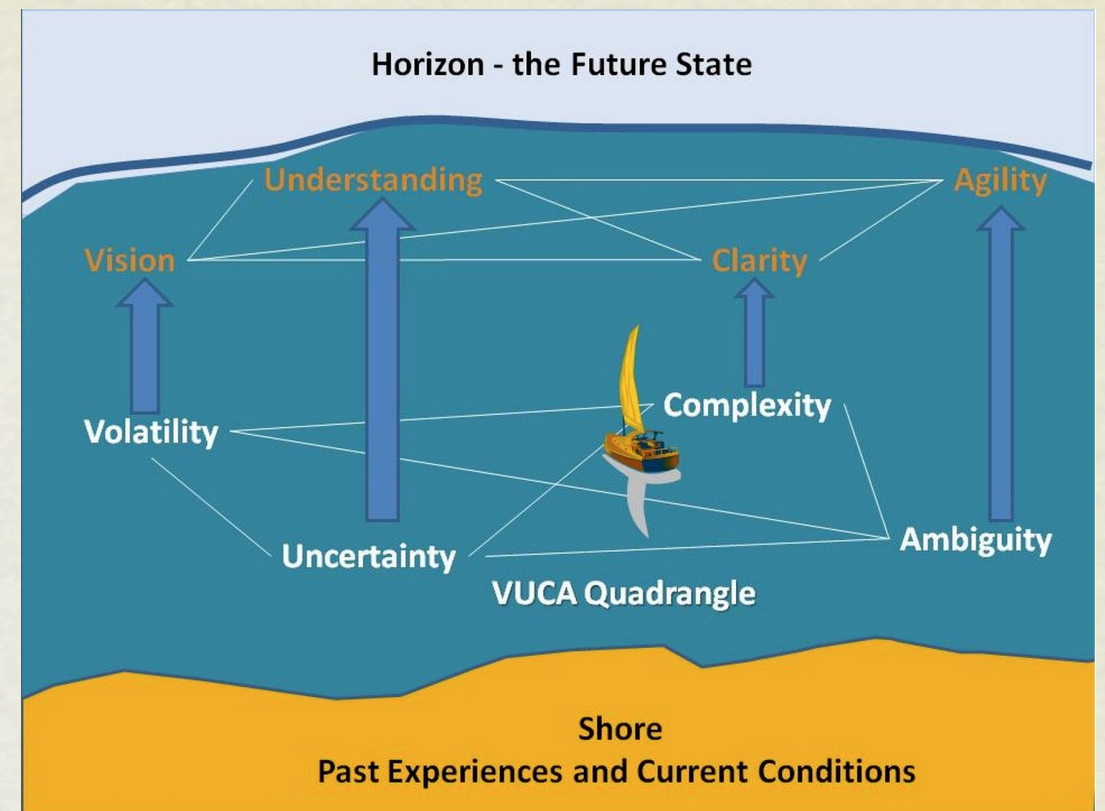 Horizon - the Future State
Understanding
Agility
Vision
Clarity
Complexity
Volatility
Ambiguity
Uncertainty
VUCA Quadrangle
Shore
Past Experiences and Current Conditions